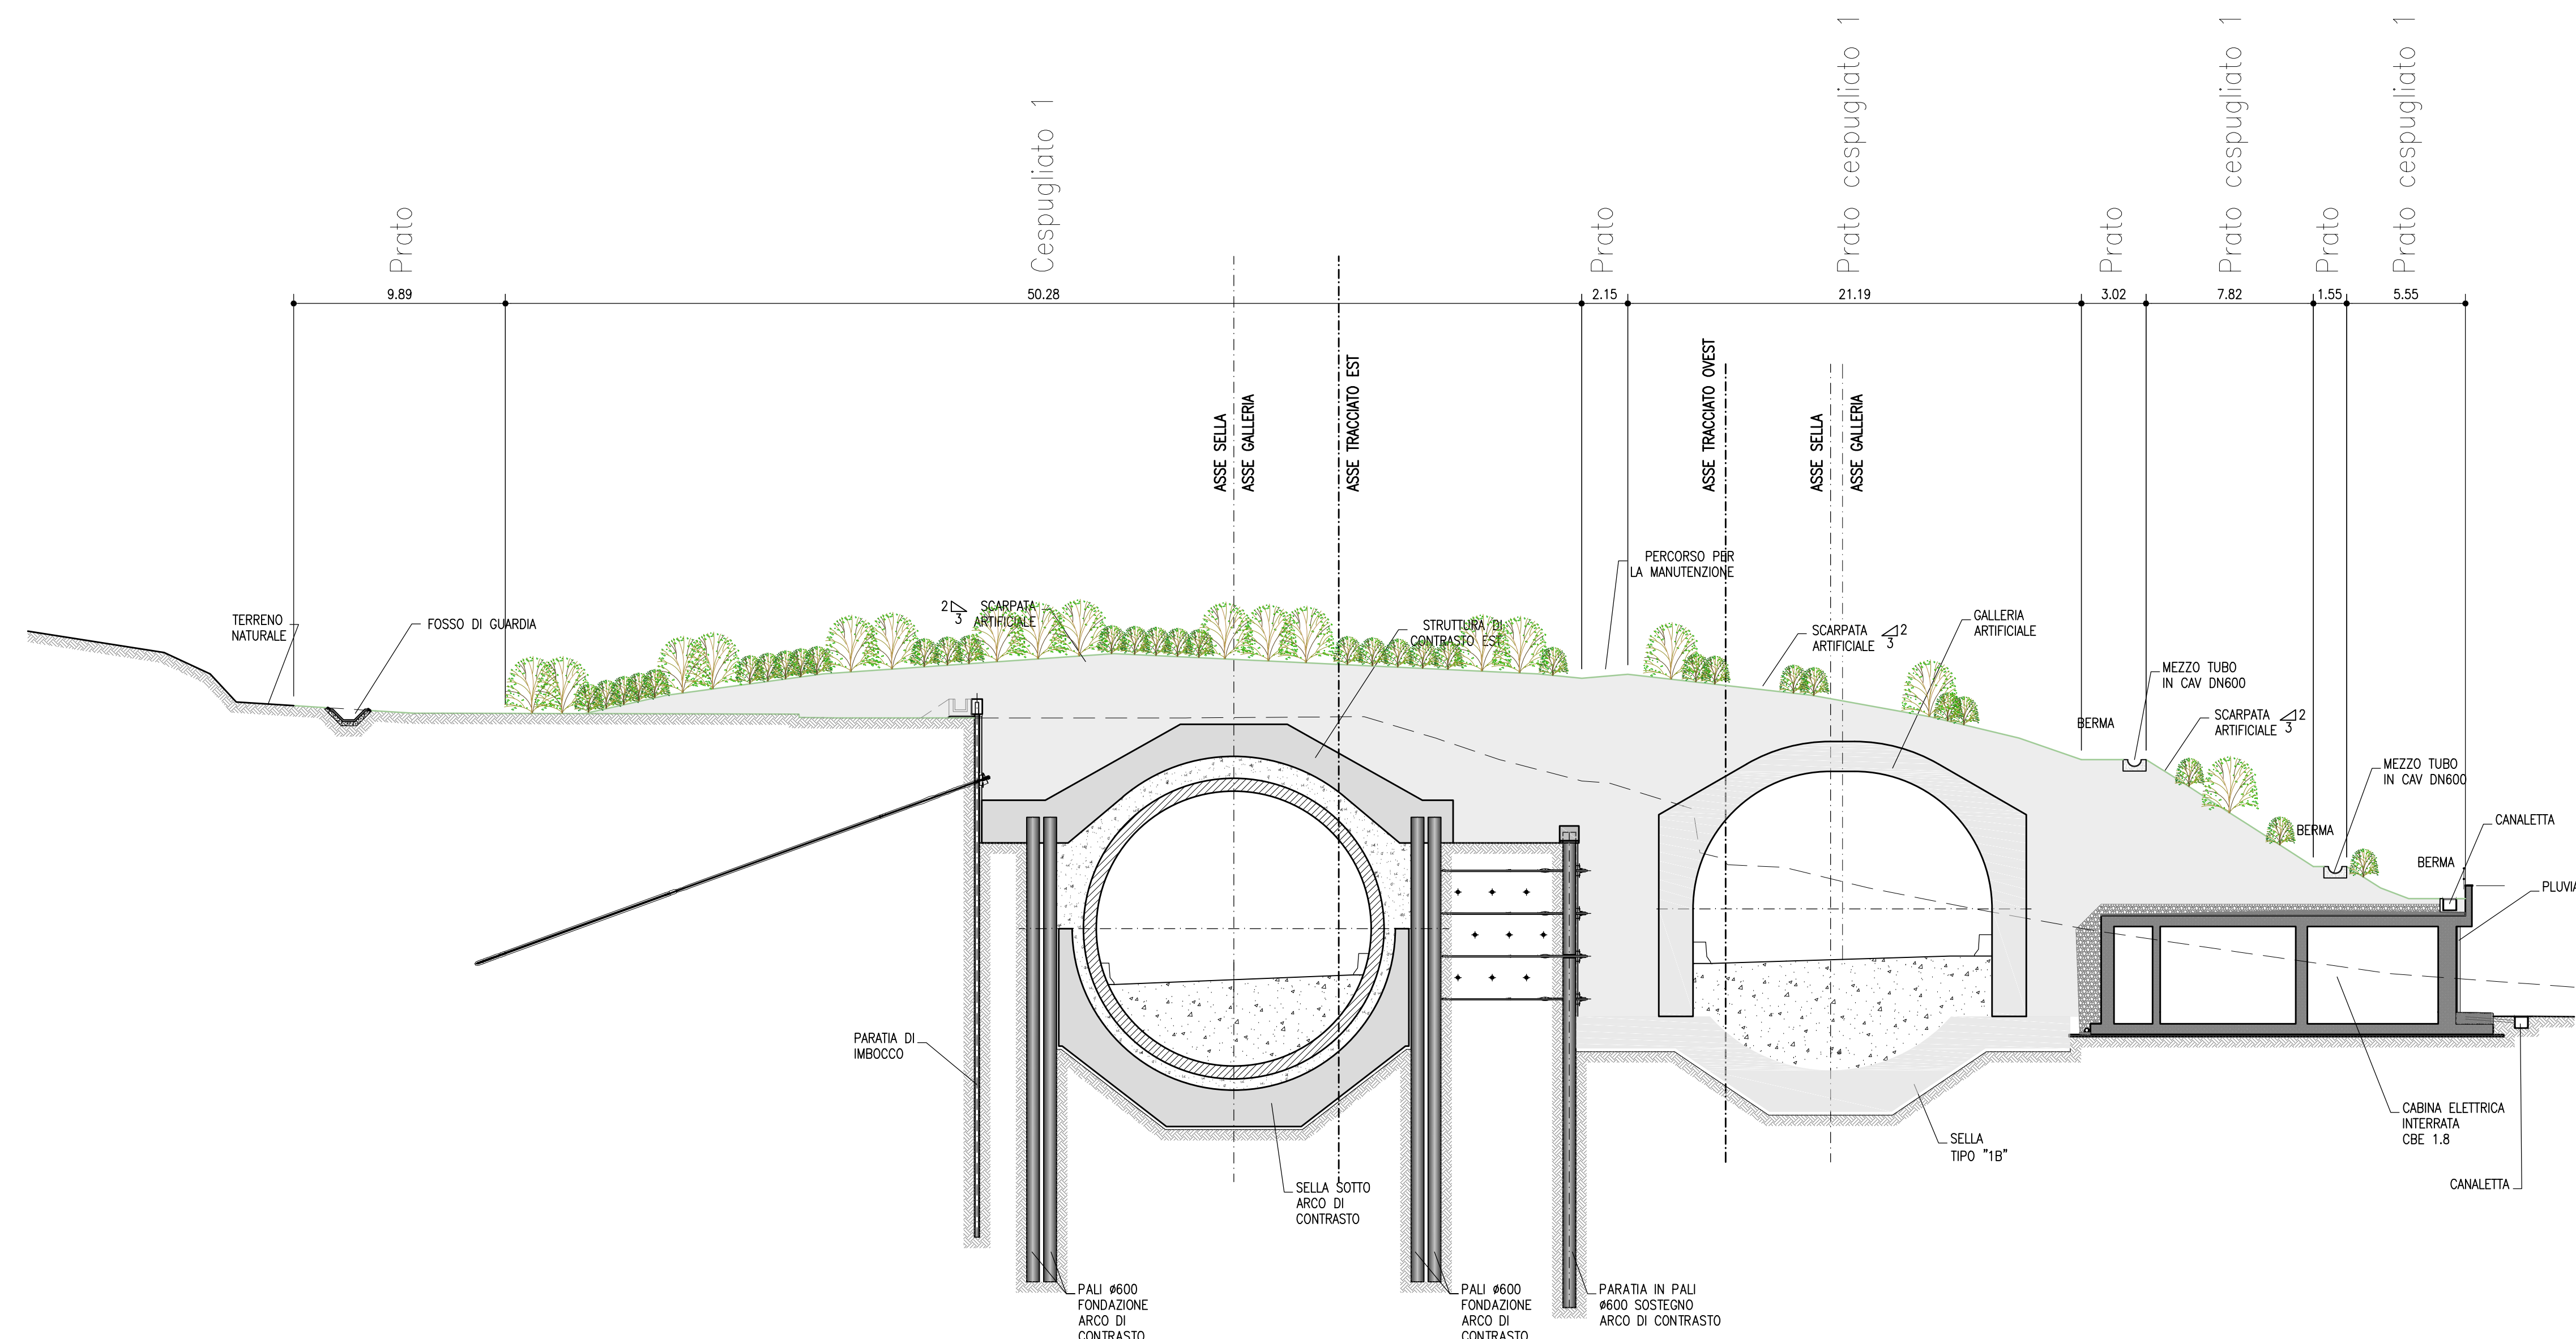 Prato
Cespugliato 1
Prato
Prato cespugliato 1
Prato
Prato cespugliato 1
Prato
Prato cespugliato 1
9.89
50.28
2.15
21.19
3.02
7.82
1.55
5.55
ASSE SELLA
ASSE GALLERIA
ASSE TRACCIATO EST
ASSE TRACCIATO OVEST
ASSE SELLA
ASSE GALLERIA
PERCORSO PER
LA MANUTENZIONE
TERRENO
NATURALE
FOSSO DI GUARDIA
2
3
SCARPATA
ARTIFICIALE
STRUTTURA DI
CONTRASTO EST
SCARPATA
ARTIFICIALE
2
3
GALLERIA
ARTIFICIALE
MEZZO TUBO
IN CAV DN600
BERMA
SCARPATA
ARTIFICIALE
2
3
MEZZO TUBO
IN CAV DN600
BERMA
CANALETTA
BERMA
PLUVIA
PARATIA DI
IMBOCCO
CABINA ELETTRICA
INTERRATA
CBE 1.8
SELLA
TIPO "1B"
CANALETTA
SELLA SOTTO
ARCO DI
CONTRASTO
PALI ø600
FONDAZIONE
ARCO DI
CONTRASTO
PALI ø600
FONDAZIONE
ARCO DI
CONTRASTO
PARATIA IN PALI
ø600 SOSTEGNO
ARCO DI CONTRASTO